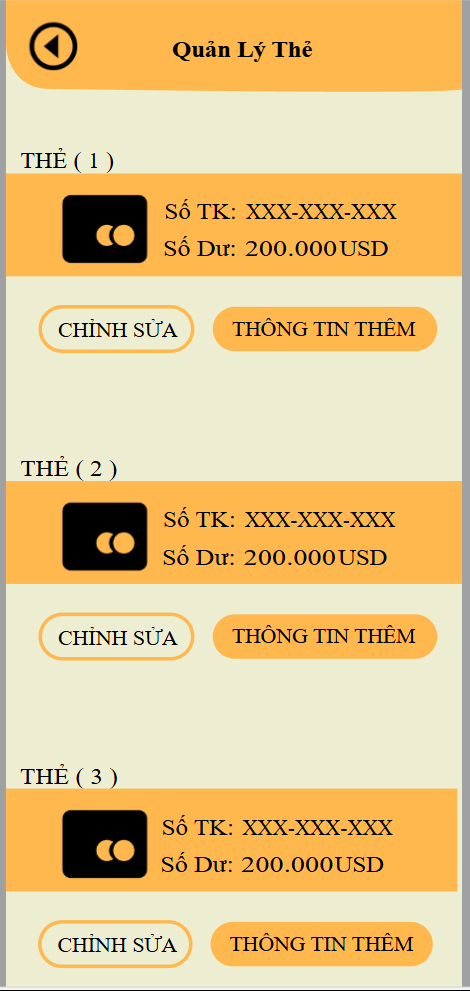 Quản Lý Thẻ
THẺ ( 1 )
Số TK: XXX-XXX-XXX
Số Dư: 200.000USD
CHỈNH SỬA
THÔNG TIN THÊM
THẺ ( 2 )
Số TK: XXX-XXX-XXX
Số Dư: 200.000USD
CHỈNH SỬA
THÔNG TIN THÊM
THẺ ( 3 )
Số TK: XXX-XXX-XXX
Số Dư: 200.000USD
CHỈNH SỬA
THÔNG TIN THÊM